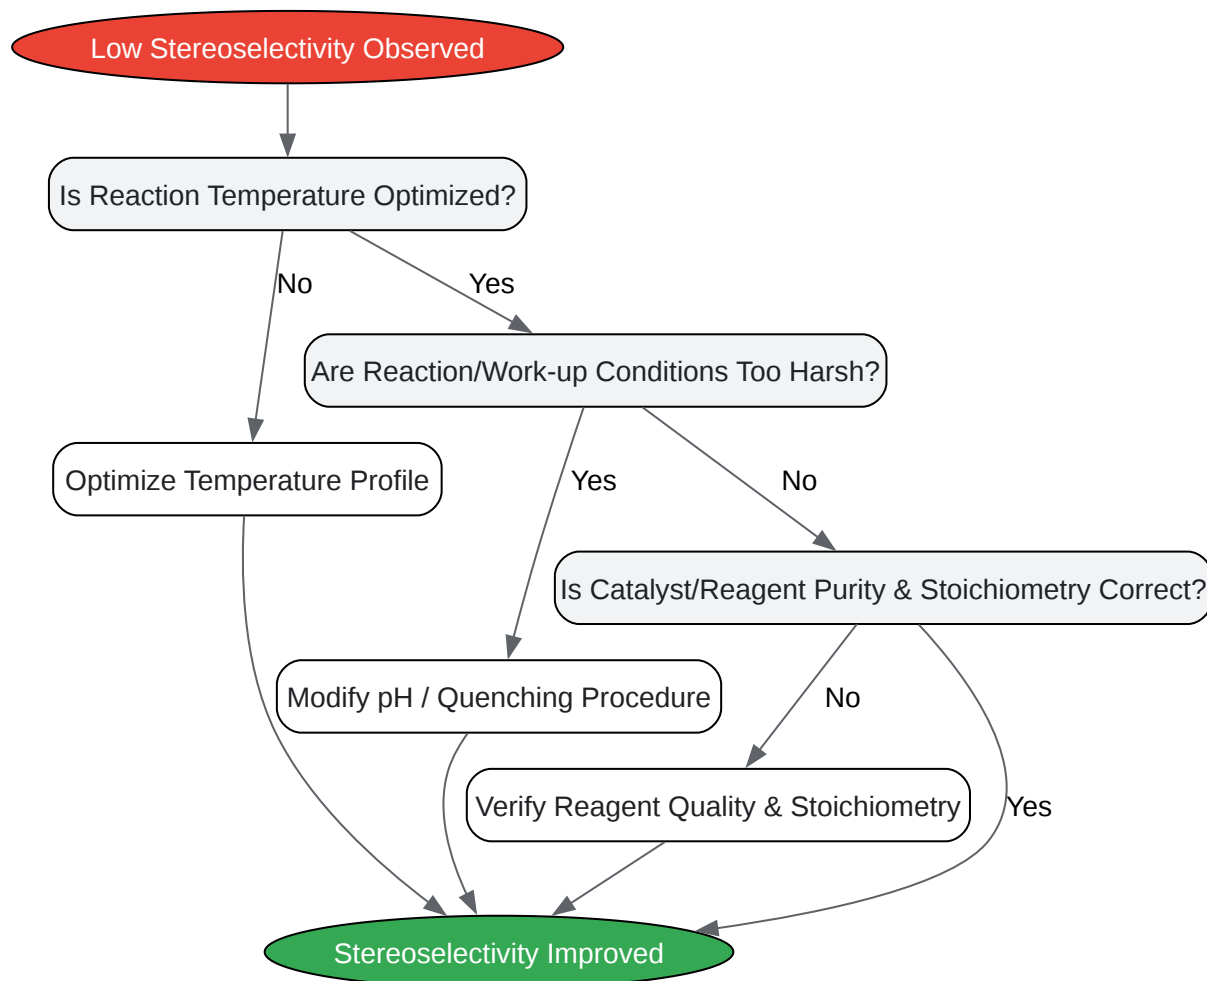 Low Stereoselectivity Observed
Is Reaction Temperature Optimized?
No
Yes
Are Reaction/Work-up Conditions Too Harsh?
Optimize Temperature Profile
Yes
No
Is Catalyst/Reagent Purity & Stoichiometry Correct?
Modify pH / Quenching Procedure
No
Verify Reagent Quality & Stoichiometry
Yes
Stereoselectivity Improved